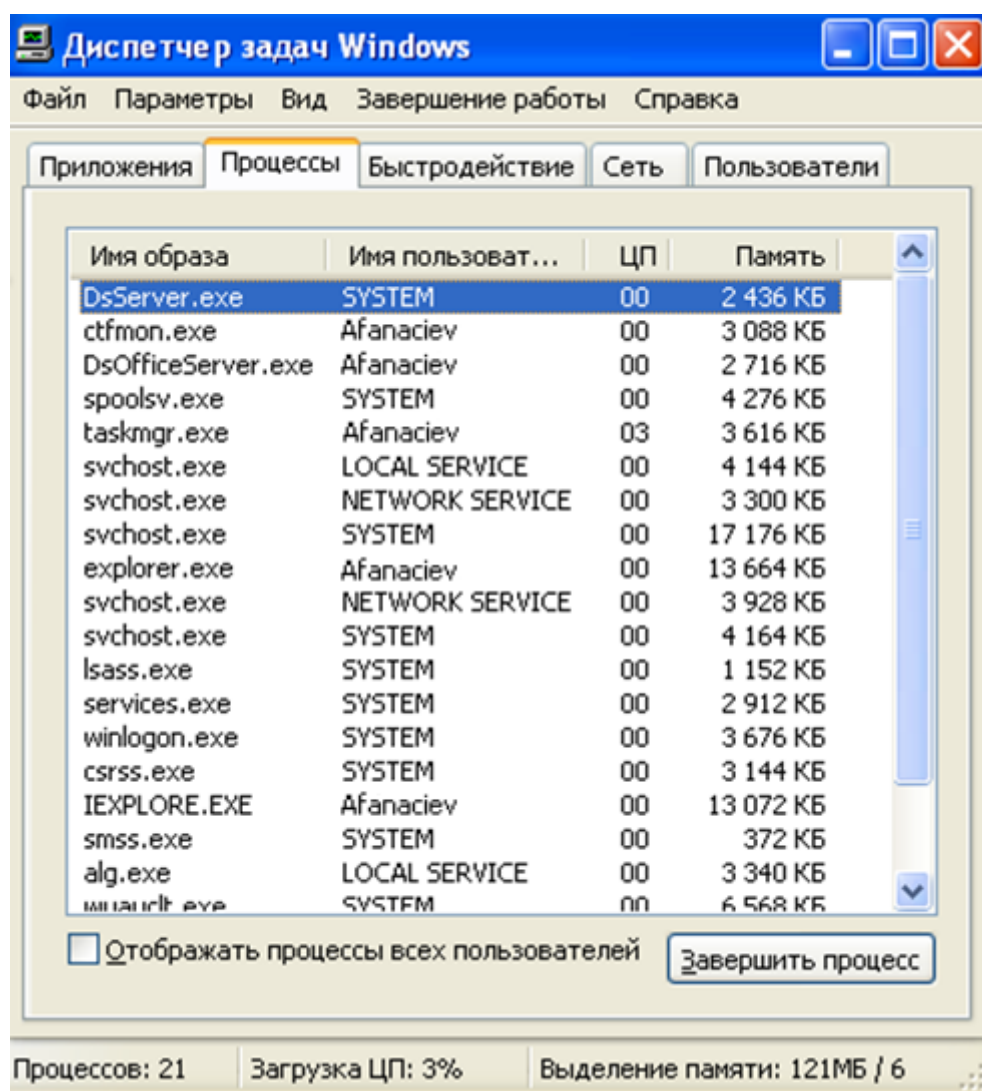 Диспетчер задач Windows
Файл Параметры Вид Завершение работы Справка
Приложения Процессы Быстродействие Сеть Пользователи
Имя образа Имя пользоват... ЦП Память
DsServer.exe SYSTEM 00 2 436 КБ
ctfmon.exe Afanaciev 00 3 088 КБ
DsOfficeServer.exe Afanaciev 00 2 716 КБ
spoolsv.exe SYSTEM 00 4 276 КБ
taskmgr.exe Afanaciev 03 3 616 КБ
svchost.exe LOCAL SERVICE 00 4 144 КБ
svchost.exe NETWORK SERVICE 00 3 300 КБ
svchost.exe SYSTEM 00 17 176 КБ
explorer.exe Afanaciev 00 13 664 КБ
svchost.exe NETWORK SERVICE 00 3 928 КБ
svchost.exe SYSTEM 00 4 164 КБ
lsass.exe SYSTEM 00 1 152 КБ
services.exe SYSTEM 00 2 912 КБ
winlogon.exe SYSTEM 00 3 676 КБ
csrss.exe SYSTEM 00 3 144 КБ
IEXPLORE.EXE Afanaciev 00 13 072 КБ
smss.exe SYSTEM 00 372 КБ
alg.exe LOCAL SERVICE 00 3 340 КБ
wuauclt.exe SYSTEM 00 6 568 КБ
Отображать процессы всех пользователей Завершить процесс
Процессов: 21 Загрузка ЦП: 3% Выделение памяти: 121МБ / 6